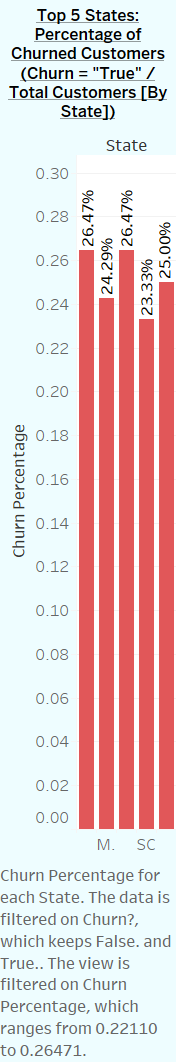 Top 5 States:
Percentage of
Churned Customers
(Churn = "True" /
Total Customers [By
State])
State
0.30
0.28
0.26
0.24
0.22
0.20
0.18
0.16
0.14
0.12
0.10
0.08
0.06
0.04
0.02
0.00
Churn Percentage
26.47%
24.29%
26.47%
23.33%
25.00%
M.
SC
Churn Percentage for
each State. The data is
filtered on Churn?,
which keeps False. and
True.. The view is
filtered on Churn
Percentage, which
ranges from 0.22110
to 0.26471.